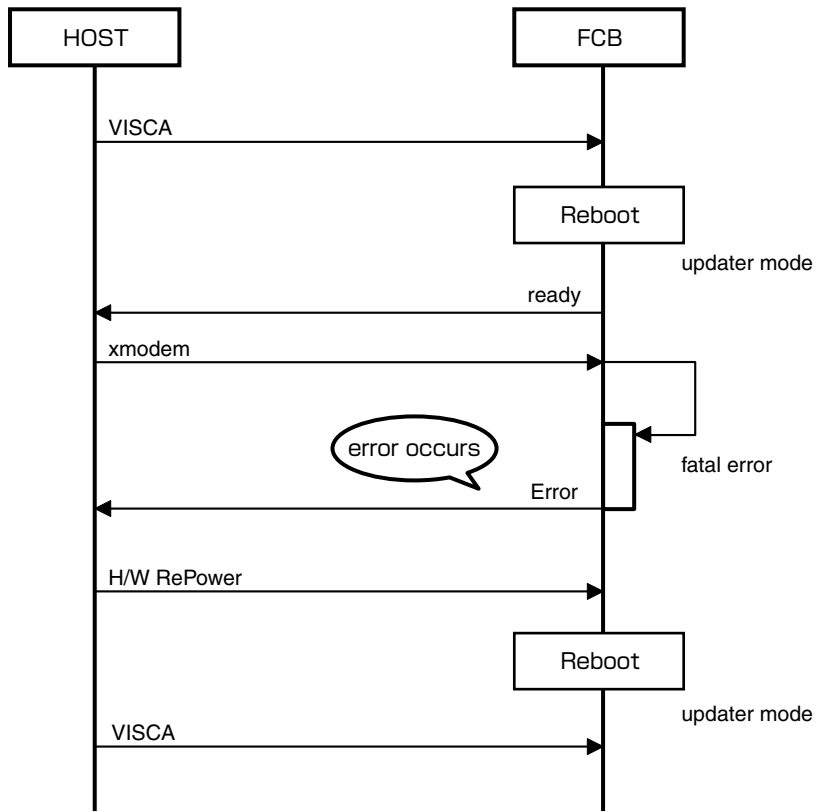 HOST
FCB
VISCA
Reboot
updater mode
ready
xmodem
error occurs
fatal error
Error
H/W RePower
Reboot
updater mode
VISCA